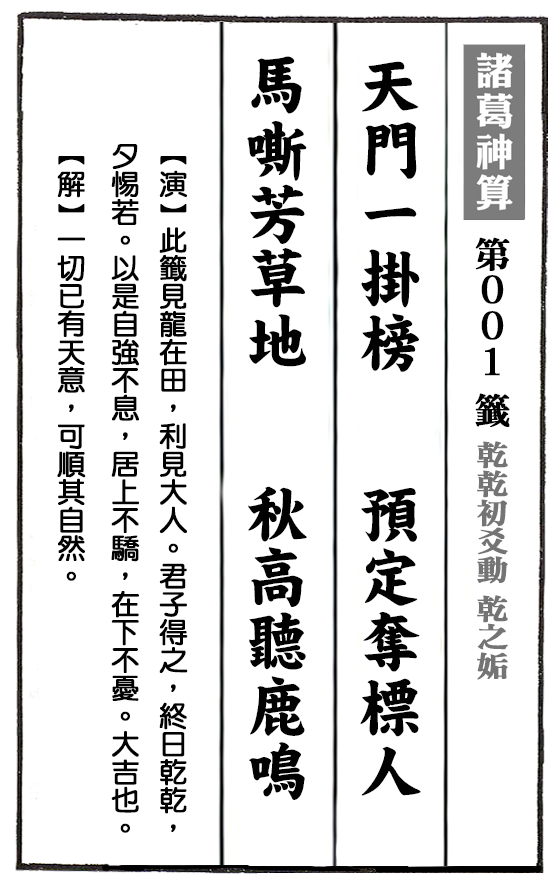 諸葛神算 第００１籤 乾乾初爻動 乾之姤
天門一掛榜 預定奪標人
馬嘶芳草地 秋高聽鹿鳴
【演】此籤見龍在田，利見大人。君子得之，終日乾乾，
夕惕若。以是自強不息，居上不驕，在下不憂。大吉也。
【解】一切已有天意，可順其自然。